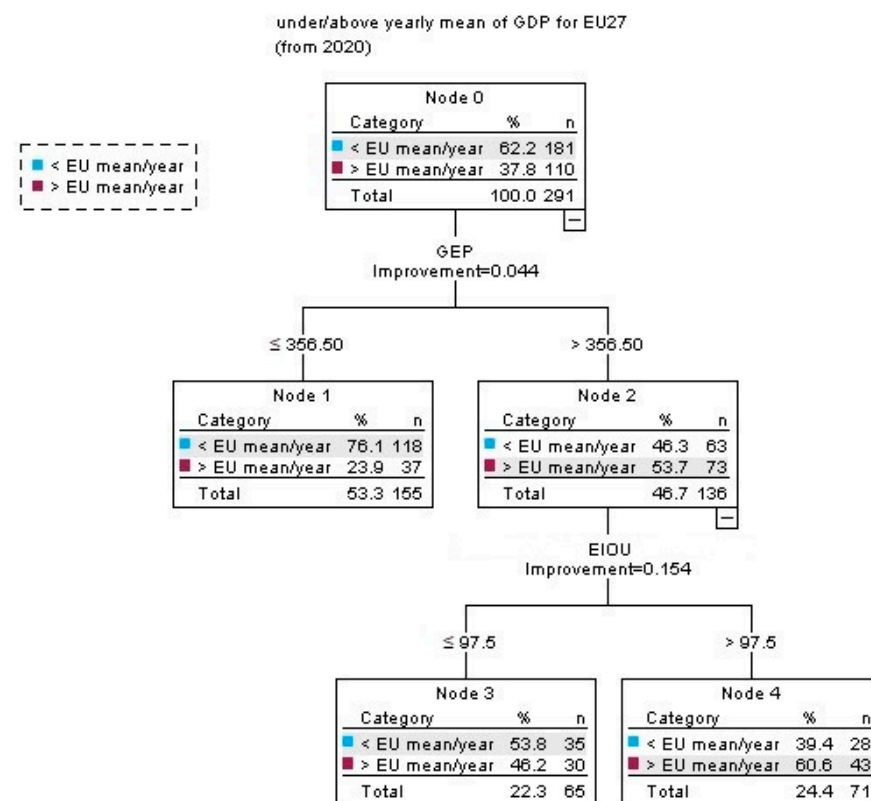 under/above yearly mean of GDP for EU27
(from 2020)
Node 0
Category % n
< EU mean/year 62.2 181
> EU mean/year 37.8 110
Total 100.0 291
< EU mean/year
> EU mean/year
GEP
Improvement=0.044
≤ 356.50
> 356.50
Node 1
Category % n
< EU mean/year 76.1 118
> EU mean/year 23.9 37
Total 53.3 155
Node 2
Category % n
< EU mean/year 46.3 63
> EU mean/year 53.7 73
Total 46.7 136
EIOU
Improvement=0.154
≤ 97.5
> 97.5
Node 3
Category % n
< EU mean/year 53.8 35
> EU mean/year 46.2 30
Total 22.3 65
Node 4
Category % n
< EU mean/year 39.4 28
> EU mean/year 60.6 43
Total 24.4 71